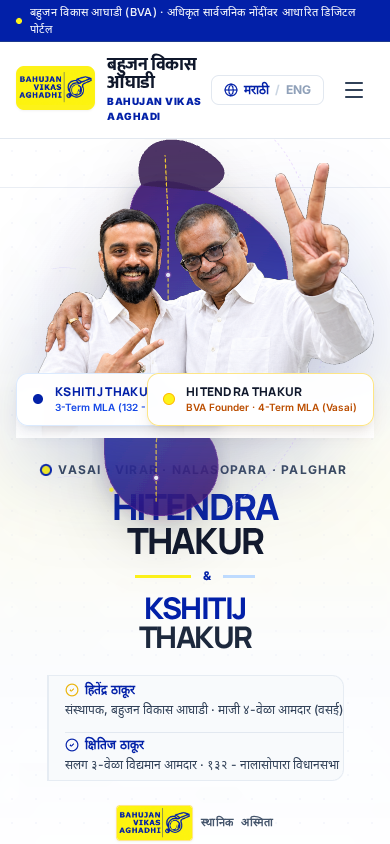 बहुजन विकास आघाडी (BVA) · अधिकृत सार्वजनिक नोंदींवर आधारित डिजिटल
पोर्टल
BAHUJAN
VIKAS
AGHADHI
बहुजन विकास
आघाडी
BAHUJAN VIKAS
AAGHADI
मराठी / ENG
KSHITIJ THAKU
3-Term MLA (132 -
HITENDRA THAKUR
BVA Founder · 4-Term MLA (Vasai)
VASAI · VIRAR · NALASOPARA · PALGHAR
HITENDRA
THAKUR
&
KSHITIJ
THAKUR
हितेंद्र ठाकूर
संस्थापक, बहुजन विकास आघाडी · माजी ४-वेळा आमदार (वसई)
क्षितिज ठाकूर
सलग ३-वेळा विद्यमान आमदार · १३२ - नालासोपारा विधानसभा
BAHUJAN
VIKAS
AGHADHI
स्थानिक अस्मिता